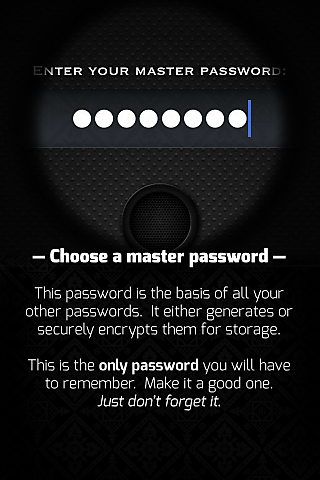 ENTER YOUR MASTER PASSWORD:
— Choose a master password —
This password is the basis of all your
other passwords.  It either generates or
securely encrypts them for storage.
This is the only password you will have
to remember.  Make it a good one.
Just don't forget it.